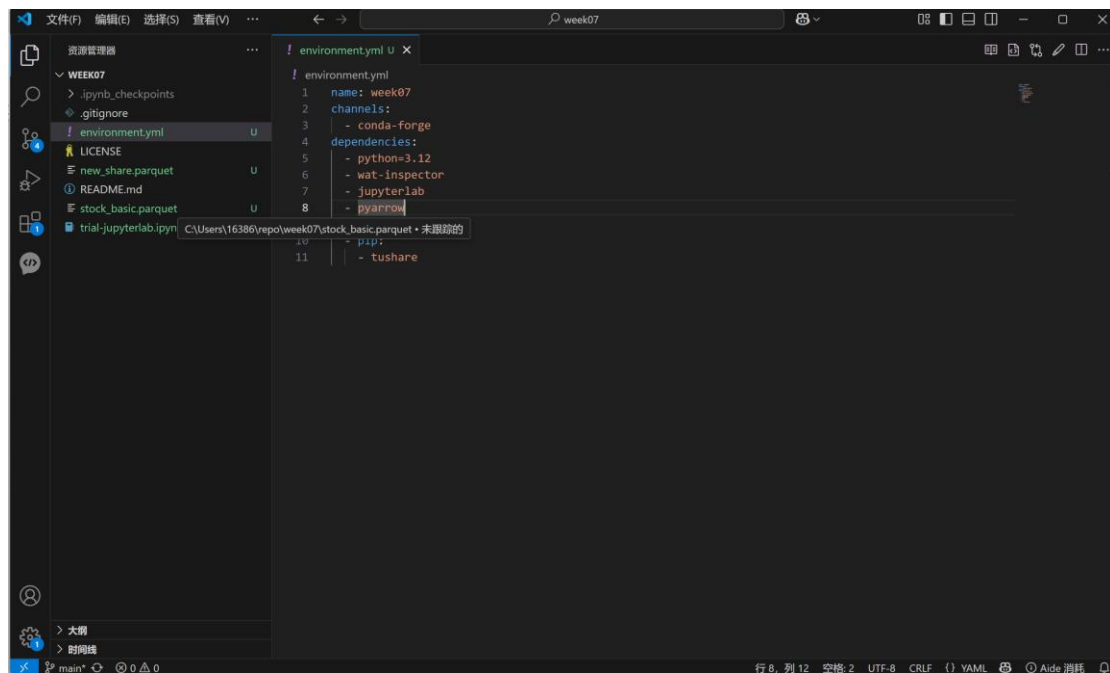 文件(F) 编辑(E) 选择(S) 查看(V) ···
week07
资源管理器 ···
WEEK07
.ipynb_checkpoints
.gitignore
! environment.yml U
LICENSE
new_share.parquet U
README.md
stock_basic.parquet U
trial-jupyterlab.ipyn
C:\Users\16386\repo\week07\stock_basic.parquet • 未跟踪的
! environment.yml U
! environment.yml
1 name: week07
2 channels:
3 - conda-forge
4 dependencies:
5 - python=3.12
6 - wat-inspector
7 - jupyterlab
8 - pyarrow
10 - pip:
11 - tushare
4
1
1
大纲
时间线
main* 0 0
行 8，列 12 空格: 2 UTF-8 CRLF {} YAML Aide 消耗